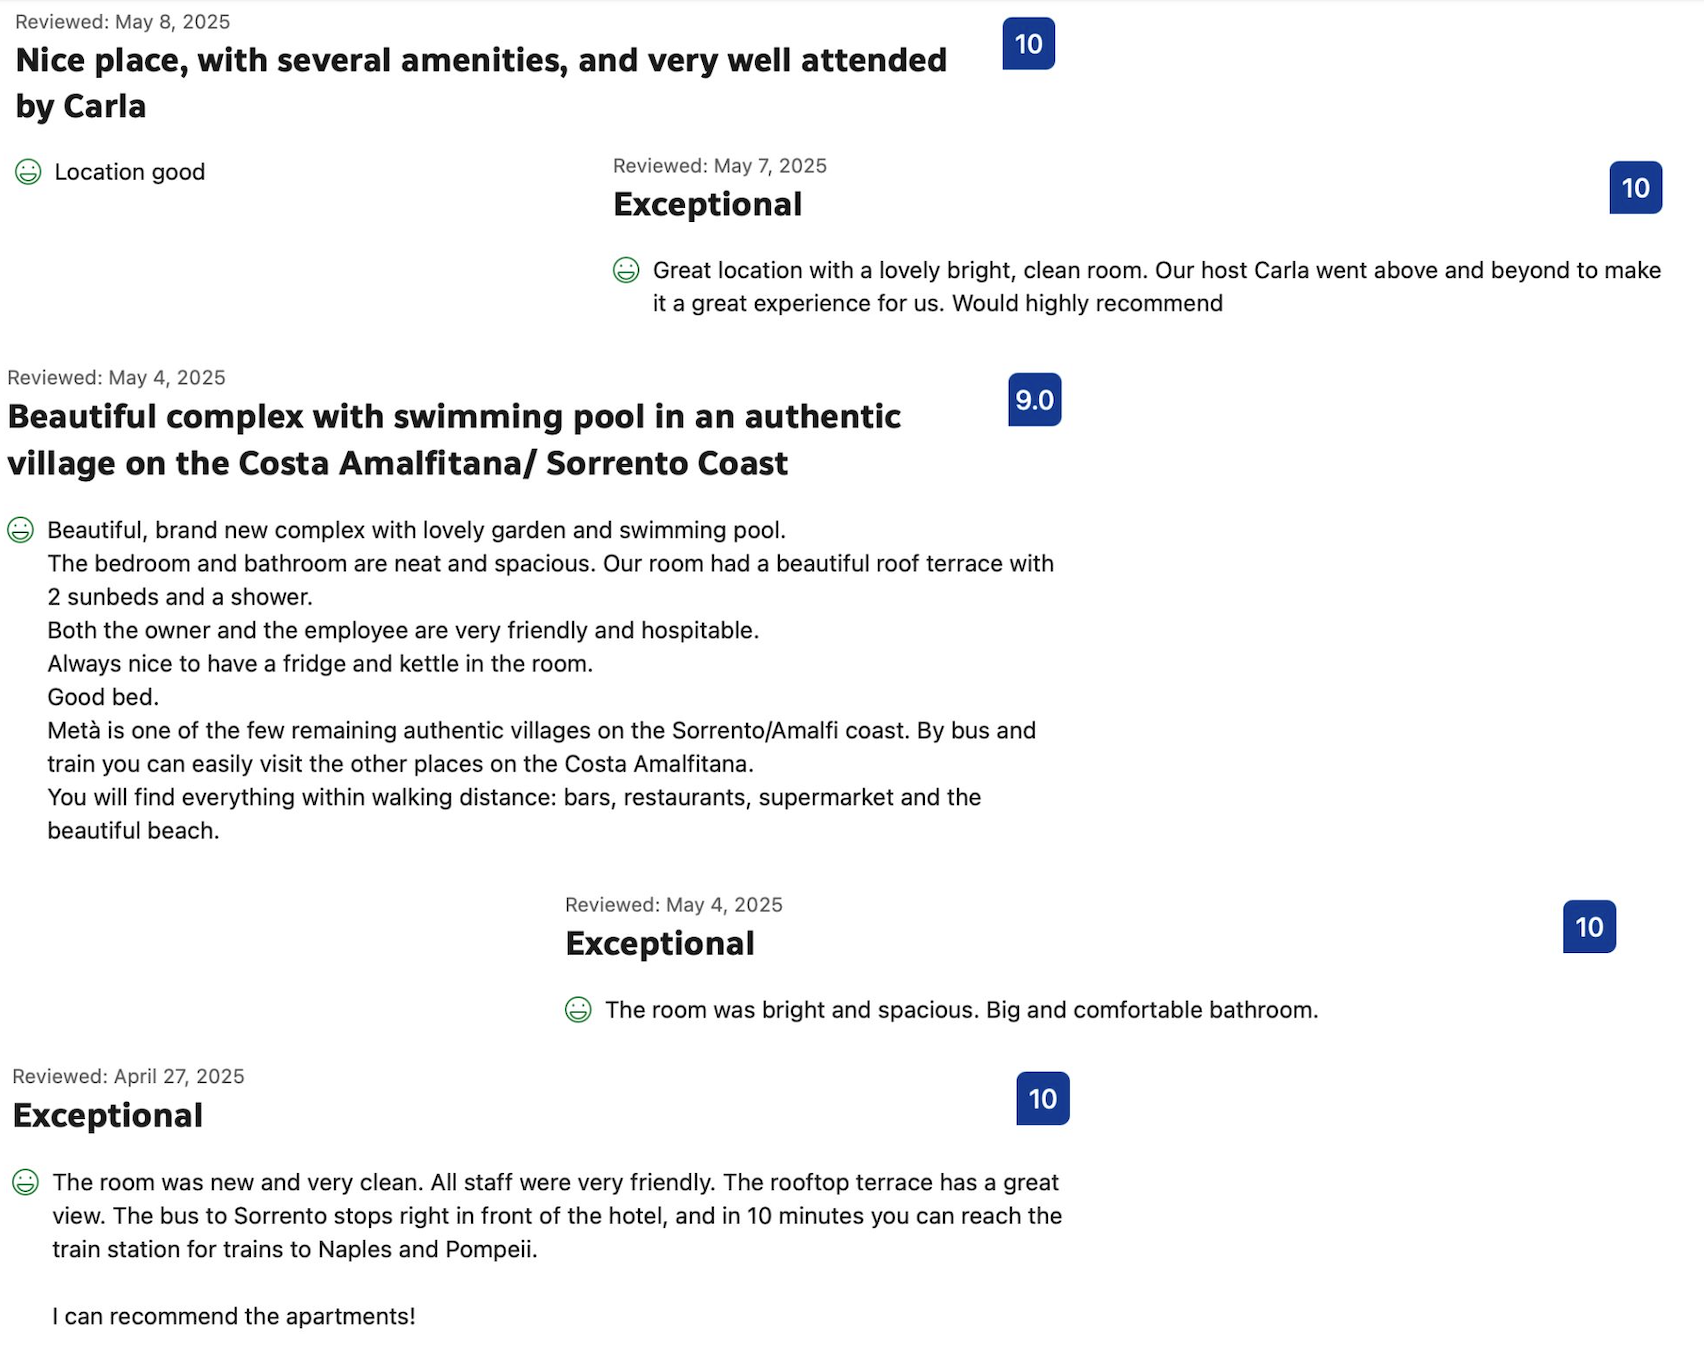 Reviewed: May 8, 2025
10
Nice place, with several amenities, and very well attended
by Carla
Location good
Reviewed: May 7, 2025
10
Exceptional
Great location with a lovely bright, clean room. Our host Carla went above and beyond to make
it a great experience for us. Would highly recommend
Reviewed: May 4, 2025
9.0
Beautiful complex with swimming pool in an authentic
village on the Costa Amalfitana/ Sorrento Coast
Beautiful, brand new complex with lovely garden and swimming pool.
The bedroom and bathroom are neat and spacious. Our room had a beautiful roof terrace with
2 sunbeds and a shower.
Both the owner and the employee are very friendly and hospitable.
Always nice to have a fridge and kettle in the room.
Good bed.
Metà is one of the few remaining authentic villages on the Sorrento/Amalfi coast. By bus and
train you can easily visit the other places on the Costa Amalfitana.
You will find everything within walking distance: bars, restaurants, supermarket and the
beautiful beach.
Reviewed: May 4, 2025
10
Exceptional
The room was bright and spacious. Big and comfortable bathroom.
Reviewed: April 27, 2025
10
Exceptional
The room was new and very clean. All staff were very friendly. The rooftop terrace has a great
view. The bus to Sorrento stops right in front of the hotel, and in 10 minutes you can reach the
train station for trains to Naples and Pompeii.
I can recommend the apartments!